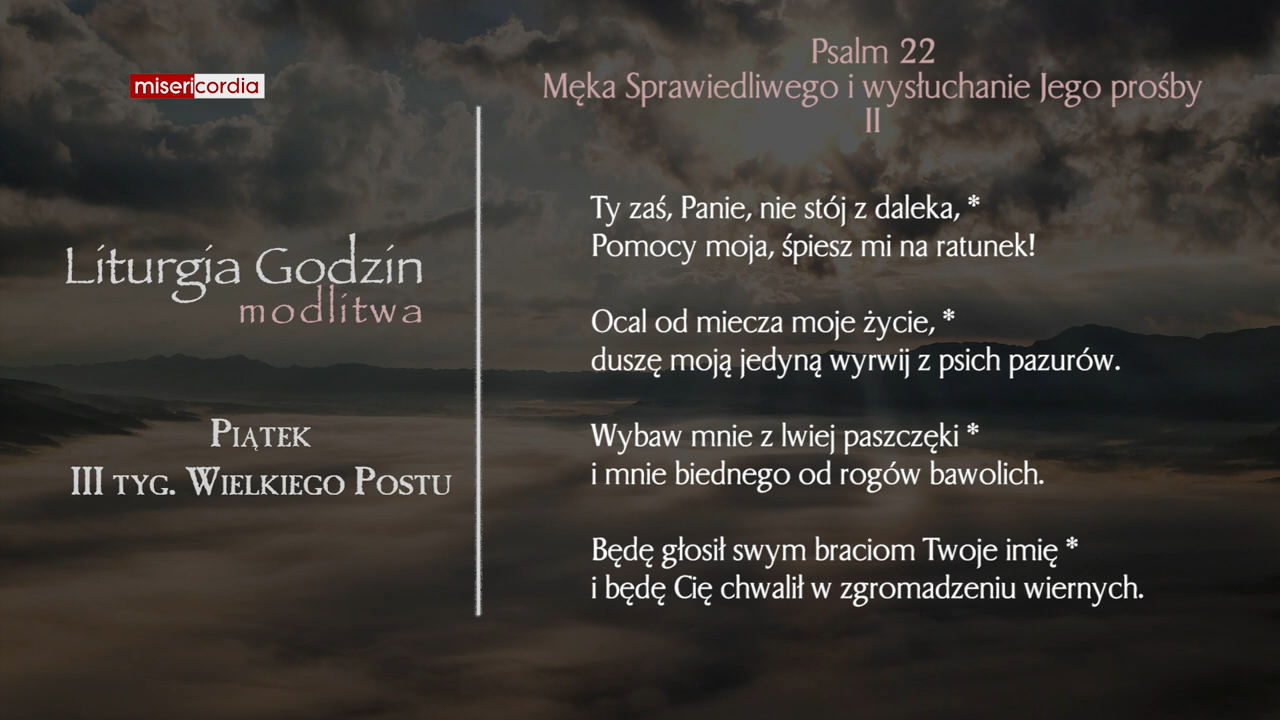 misericordia
Liturgia Godzin
modlitwa
Piątek
III tyg. Wielkiego Postu
Psalm 22
Męka Sprawiedliwego i wysłuchanie Jego prośby
II
Ty zaś, Panie, nie stój z daleka, *
Pomocy moja, śpiesz mi na ratunek!
Ocal od miecza moje życie, *
duszę moją jedyną wyrwij z psich pazurów.
Wybaw mnie z lwiej paszczęki *
i mnie biednego od rogów bawolich.
Będę głosił swym braciom Twoje imię *
i będę Cię chwalił w zgromadzeniu wiernych.